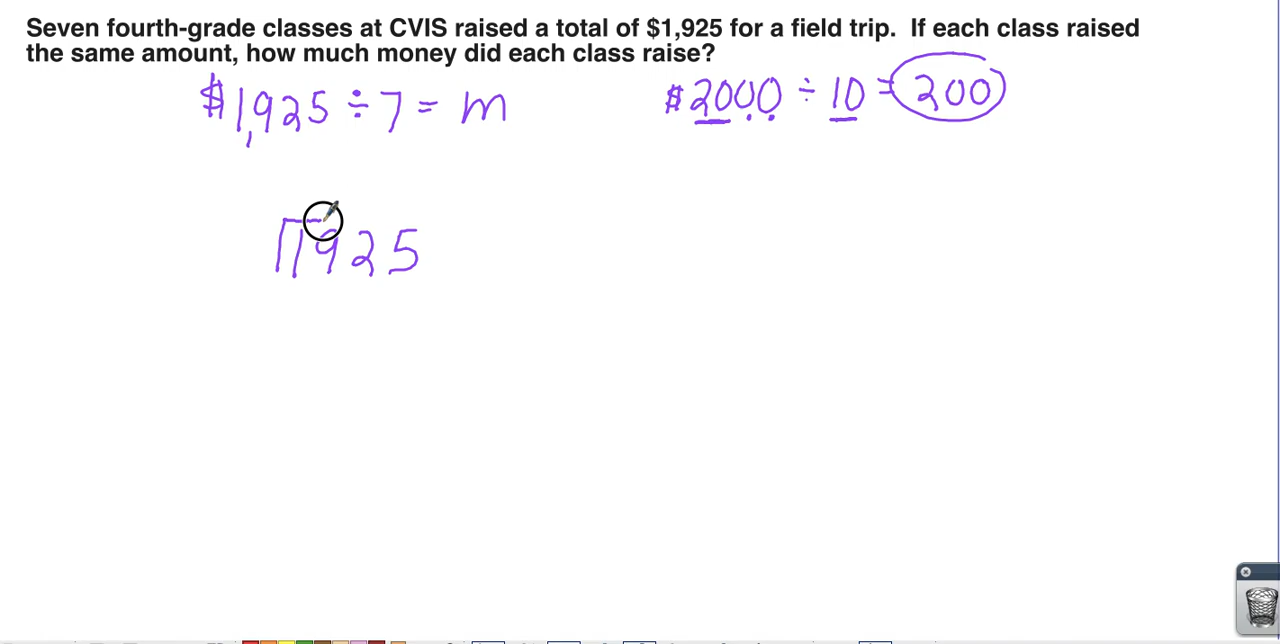 Seven fourth-grade classes at CVIS raised a total of $1,925 for a field trip. If each class raised
the same amount, how much money did each class raise?
$1,925 ÷ 7 = m
$2000 ÷ 10 = 200
1925